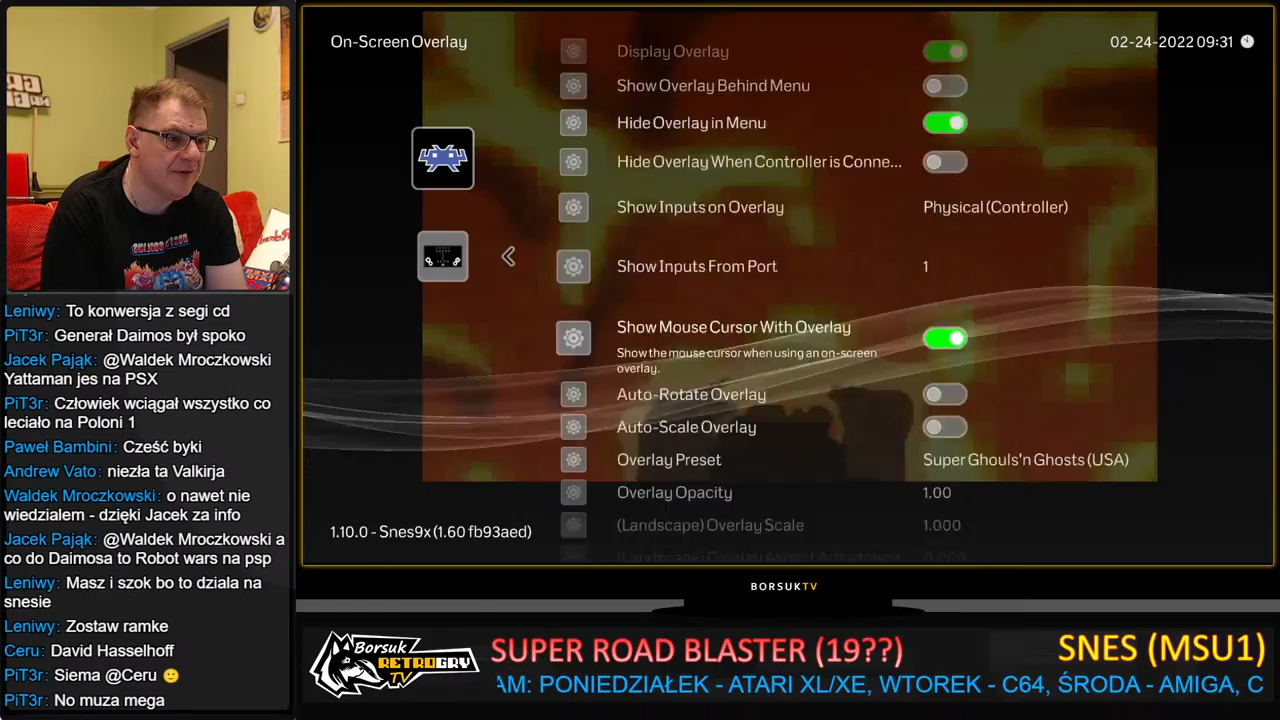 On-Screen Overlay
02-24-2022 09:31
Display Overlay
Show Overlay Behind Menu
Hide Overlay in Menu
Hide Overlay When Controller is Conne...
Show Inputs on Overlay
Physical (Controller)
Show Inputs From Port
1
Show Mouse Cursor With Overlay
Show the mouse cursor when using an on-screen
overlay.
Auto-Rotate Overlay
Auto-Scale Overlay
Overlay Preset
Super Ghouls'n Ghosts (USA)
Overlay Opacity
1.00
(Landscape) Overlay Scale
1.000
1.10.0 - Snes9x (1.60 fb93aed)
Leniwy: To konwersja z segi cd
PiT3r: Generał Daimos był spoko
Jacek Pająk: @Waldek Mroczkowski
Yattaman jes na PSX
PiT3r: Człowiek wciągał wszystko co
leciało na Poloni 1
Paweł Bambini: Cześć byki
Andrew Vato: niezła ta Valkirja
Waldek Mroczkowski: o nawet nie
wiedzialem - dzięki Jacek za info
Jacek Pająk: @Waldek Mroczkowski a
co do Daimosa to Robot wars na psp
Leniwy: Masz i szok bo to dziala na
snesie
Leniwy: Zostaw ramke
Ceru: David Hasselhoff
PiT3r: Siema @Ceru 🙂
PiT3r: No muza mega
BORSUKTV
Borsuk
RETROGRY
TV
SUPER ROAD BLASTER (19??)
SNES (MSU1)
AM: PONIEDZIAŁEK - ATARI XL/XE, WTOREK - C64, ŚRODA - AMIGA, C